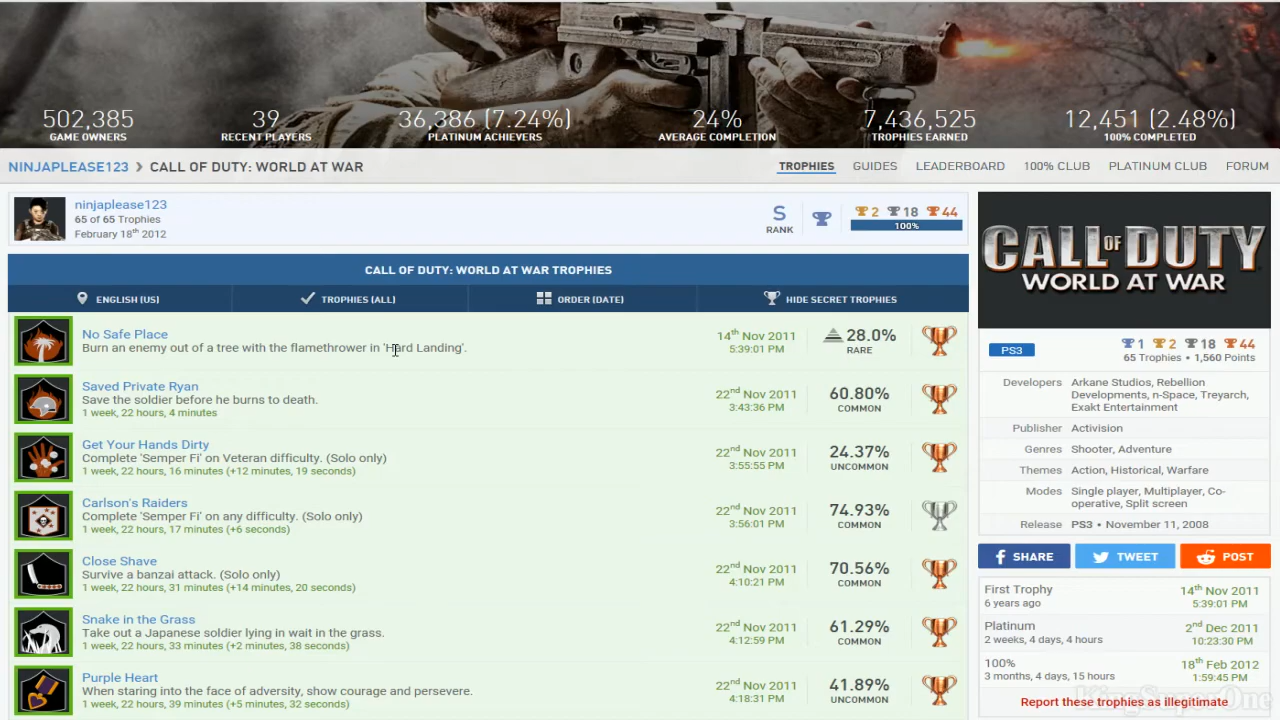 502,385
GAME OWNERS
39
RECENT PLAYERS
36,386 (7.24%)
PLATINUM ACHIEVERS
24%
AVERAGE COMPLETION
7,436,525
TROPHIES EARNED
12,451 (2.48%)
100% COMPLETED
NINJAPLEASE123 > CALL OF DUTY: WORLD AT WAR
TROPHIES GUIDES LEADERBOARD 100% CLUB PLATINUM CLUB FORUM
ninjaplease123
65 of 65 Trophies
February 18th 2012
S
RANK
2 18 44
100%
CALL OF DUTY: WORLD AT WAR TROPHIES
ENGLISH (US) TROPHIES (ALL) ORDER (DATE) HIDE SECRET TROPHIES
No Safe Place
Burn an enemy out of a tree with the flamethrower in 'Hard Landing'.
14th Nov 2011
5:39:01 PM
28.0%
RARE
Saved Private Ryan
Save the soldier before he burns to death.
1 week, 22 hours, 4 minutes
22nd Nov 2011
3:43:36 PM
60.80%
COMMON
Get Your Hands Dirty
Complete 'Semper Fi' on Veteran difficulty. (Solo only)
1 week, 22 hours, 16 minutes (+12 minutes, 19 seconds)
22nd Nov 2011
3:55:55 PM
24.37%
UNCOMMON
Carlson's Raiders
Complete 'Semper Fi' on any difficulty. (Solo only)
1 week, 22 hours, 17 minutes (+6 seconds)
22nd Nov 2011
3:56:01 PM
74.93%
COMMON
Close Shave
Survive a banzai attack. (Solo only)
1 week, 22 hours, 31 minutes (+14 minutes, 20 seconds)
22nd Nov 2011
4:10:21 PM
70.56%
COMMON
Snake in the Grass
Take out a Japanese soldier lying in wait in the grass.
1 week, 22 hours, 33 minutes (+2 minutes, 38 seconds)
22nd Nov 2011
4:12:59 PM
61.29%
COMMON
Purple Heart
When staring into the face of adversity, show courage and persevere.
1 week, 22 hours, 39 minutes (+5 minutes, 32 seconds)
22nd Nov 2011
4:18:31 PM
41.89%
UNCOMMON
CALL OF DUTY
WORLD AT WAR
PS3
1 2 18 44
65 Trophies • 1,560 Points
Developers Arkane Studios, Rebellion
Developments, n-Space, Treyarch,
Exakt Entertainment
Publisher Activision
Genres Shooter, Adventure
Themes Action, Historical, Warfare
Modes Single player, Multiplayer, Co-
operative, Split screen
Release PS3 • November 11, 2008
SHARE TWEET POST
First Trophy
6 years ago
14th Nov 2011
5:39:01 PM
Platinum
2 weeks, 4 days, 4 hours
2nd Dec 2011
10:23:30 PM
100%
3 months, 4 days, 15 hours
18th Feb 2012
1:59:45 PM
Report these trophies as illegitimate